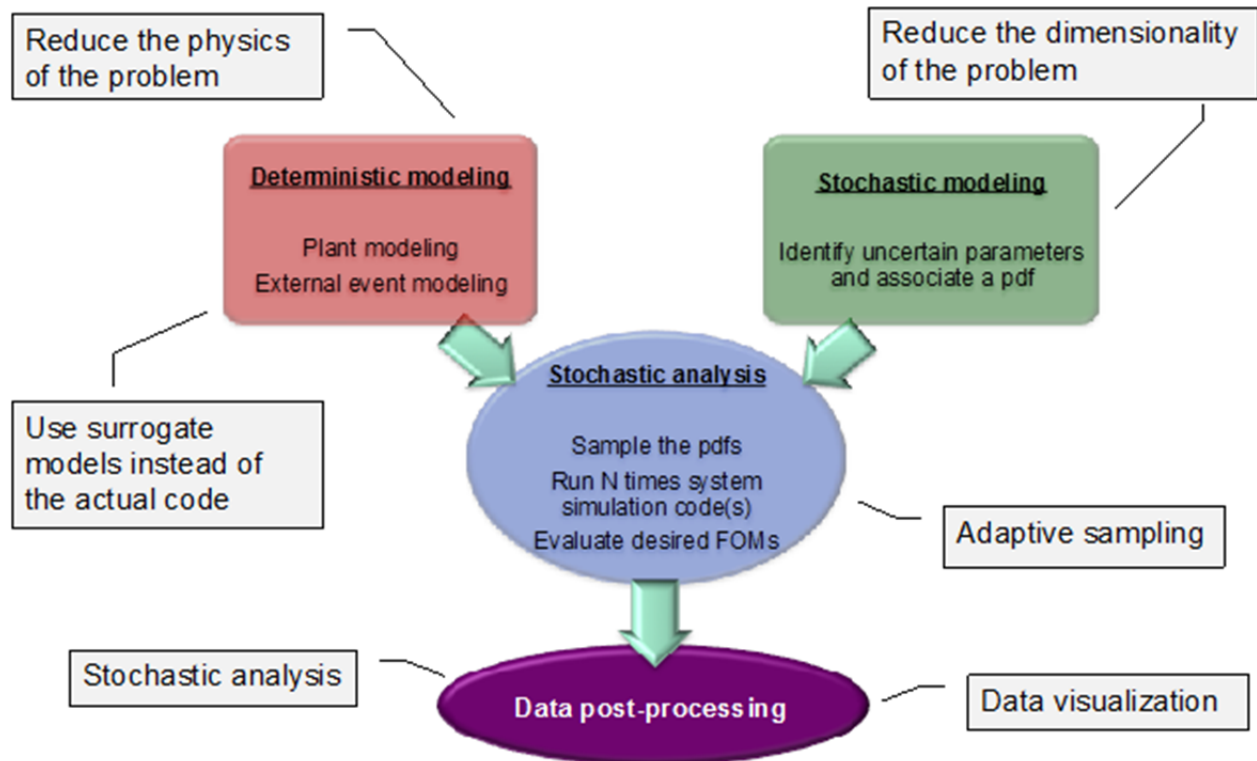 Reduce the physics
of the problem
Reduce the dimensionality
of the problem
Deterministic modeling
Plant modeling
External event modeling
Stochastic modeling
Identify uncertain parameters
and associate a pdf
Use surrogate
models instead of
the actual code
Stochastic analysis
Sample the pdfs
Run N times system
simulation code(s)
Evaluate desired FOMs
Adaptive sampling
Stochastic analysis
Data post-processing
Data visualization